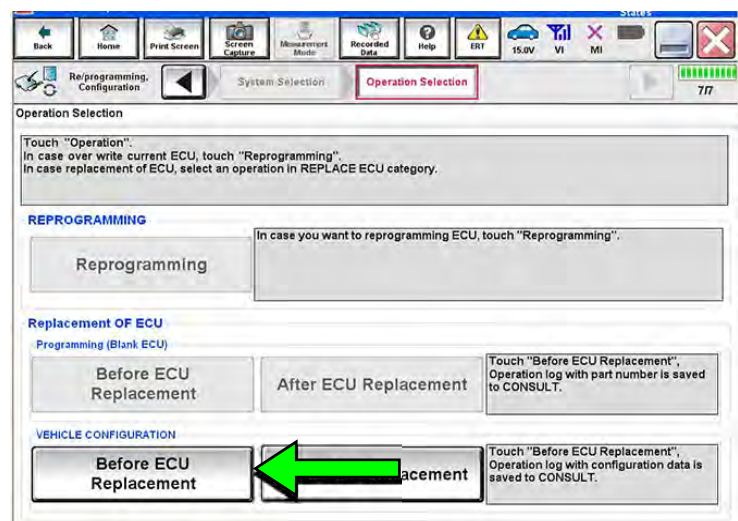 States
Back
Home
Print Screen
Screen
Capture
Measurement
Mode
Recorded
Data
Help
ERT
15.0V
VI
MI
Re/programming,
Configuration
System Selection
Operation Selection
7/7
Operation Selection
Touch "Operation".
In case over write current ECU, touch "Reprogramming".
In case replacement of ECU, select an operation in REPLACE ECU category.
REPROGRAMMING
Reprogramming
In case you want to reprogramming ECU, touch "Reprogramming".
Replacement OF ECU
Programming (Blank ECU)
Before ECU
Replacement
After ECU Replacement
Touch "Before ECU Replacement",
Operation log with part number is saved
to CONSULT.
VEHICLE CONFIGURATION
Before ECU
Replacement
acement
Touch "Before ECU Replacement",
Operation log with configuration data is
saved to CONSULT.